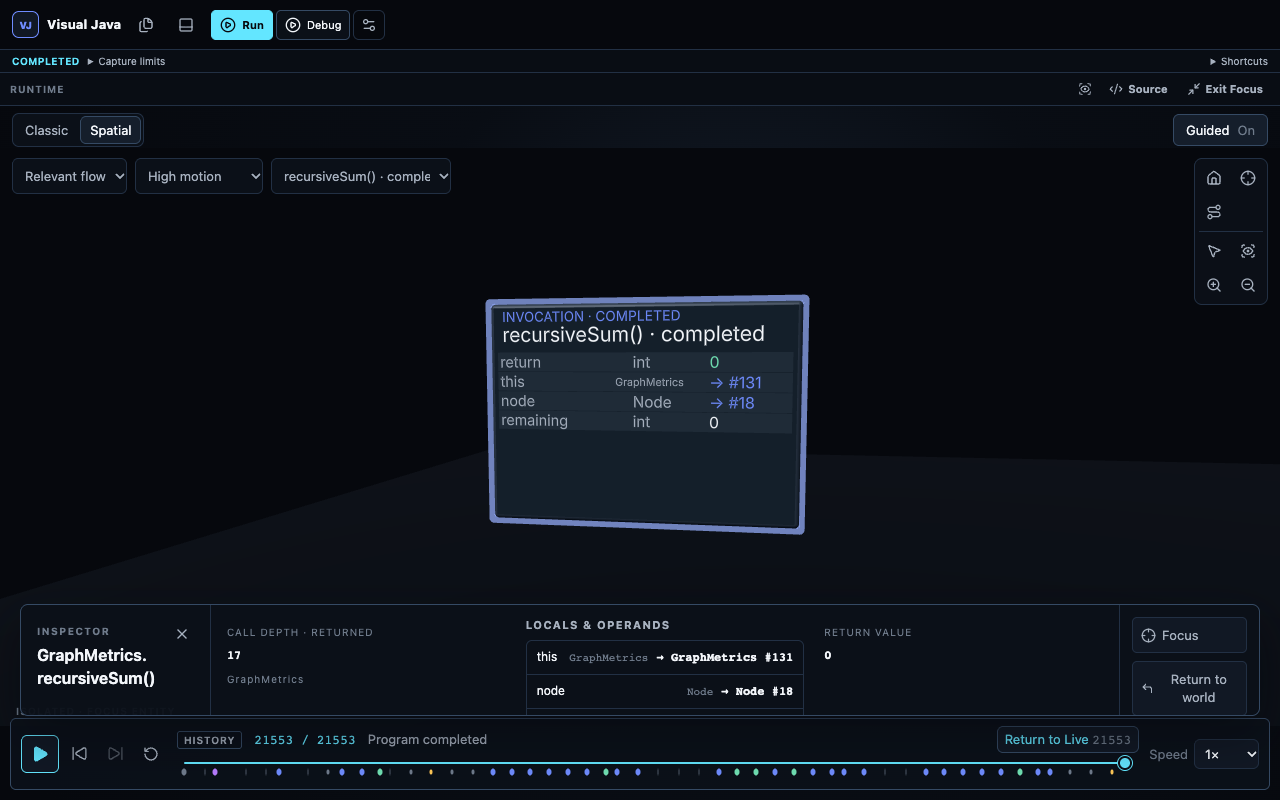 VJ Visual Java Run Debug
COMPLETED Capture limits Shortcuts
RUNTIME Source Exit Focus
Classic Spatial Guided On
Relevant flow High motion recursiveSum() · comple
INVOCATION · COMPLETED
recursiveSum() · completed
return int 0
this GraphMetrics → #131
node Node → #18
remaining int 0
INSPECTOR
GraphMetrics.
recursiveSum()
CALL DEPTH · RETURNED
17
GraphMetrics
LOCALS & OPERANDS
this GraphMetrics → GraphMetrics #131
node Node → Node #18
RETURN VALUE
0
Focus
Return to
world
HISTORY 21553 / 21553 Program completed Return to Live 21553
Speed 1×